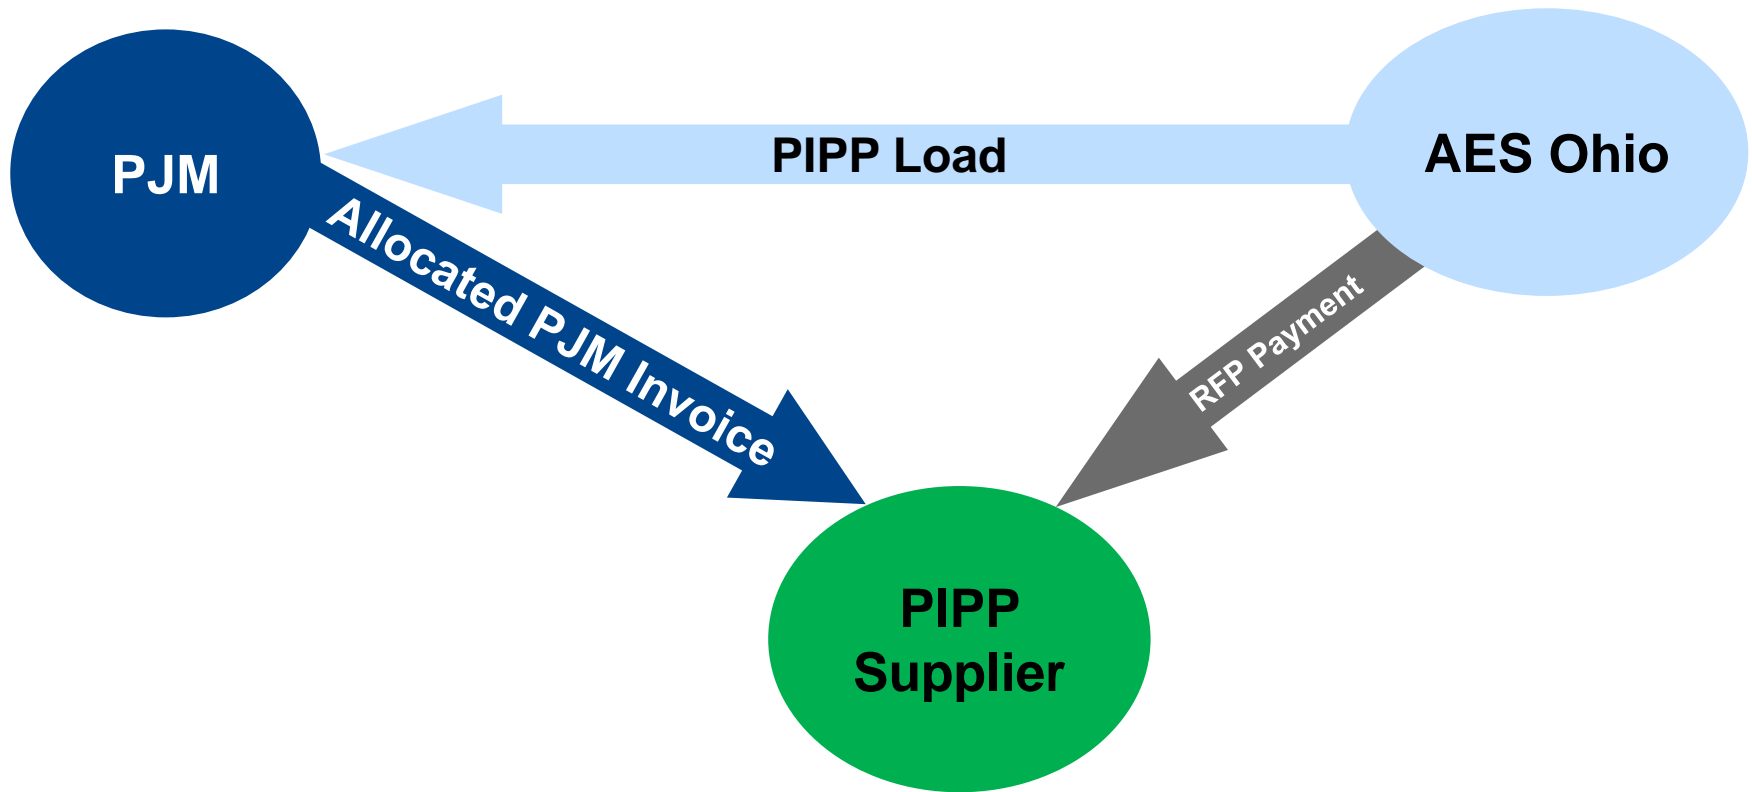 PJM
PIPP Load
AES Ohio
Allocated PJM Invoice
RFP Payment
PIPP
Supplier